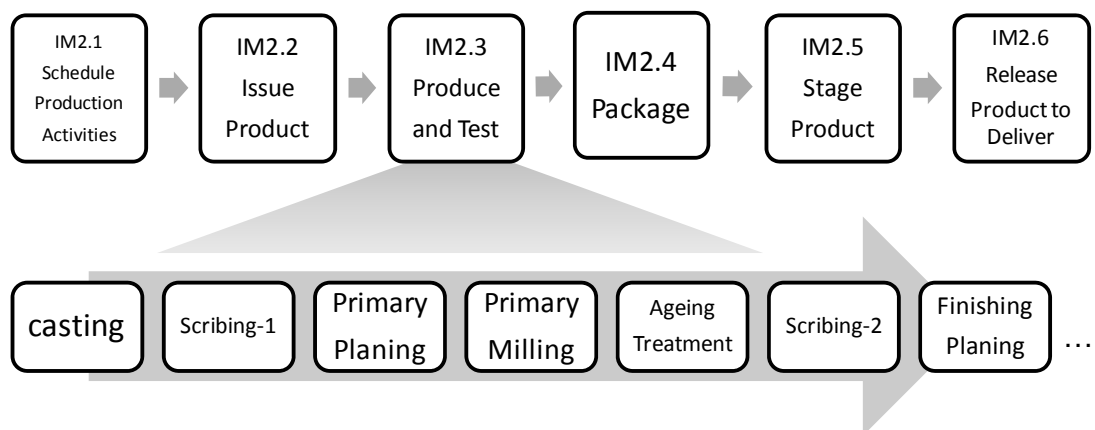 IM2.1
Schedule
Production
Activities
IM2.2
Issue
Product
IM2.3
Produce
and Test
IM2.4
Package
IM2.5
Stage
Product
IM2.6
Release
Product to
Deliver
casting
Scribing-1
Primary
Planing
Primary
Milling
Ageing
Treatment
Scribing-2
Finishing
Planing
…